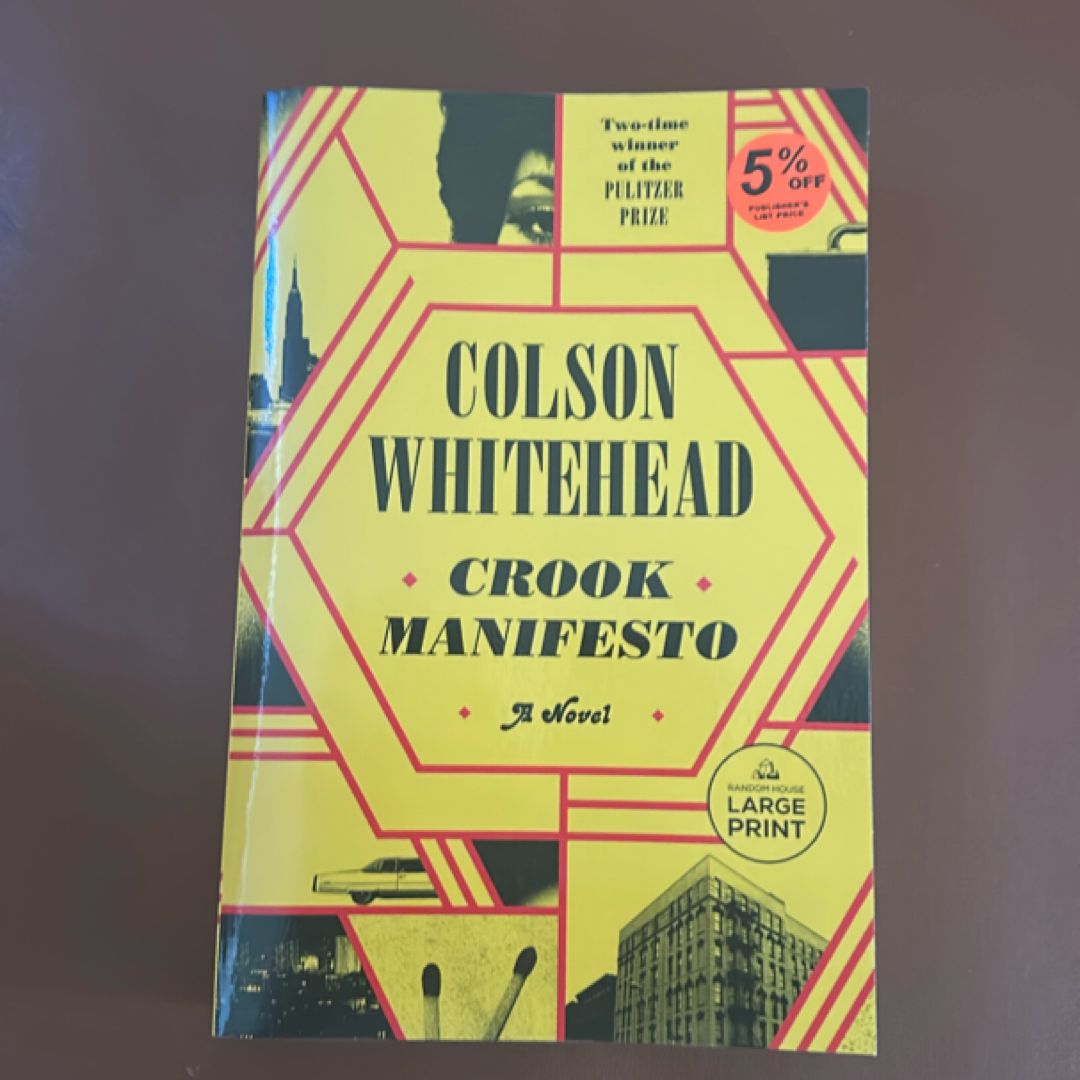 Two-time
winner
of the
PULITZER
PRIZE
5% OFF
PUBLISHER'S
LIST PRICE
COLSON
WHITEHEAD
CROOK
MANIFESTO
A Novel
RANDOM HOUSE
LARGE
PRINT